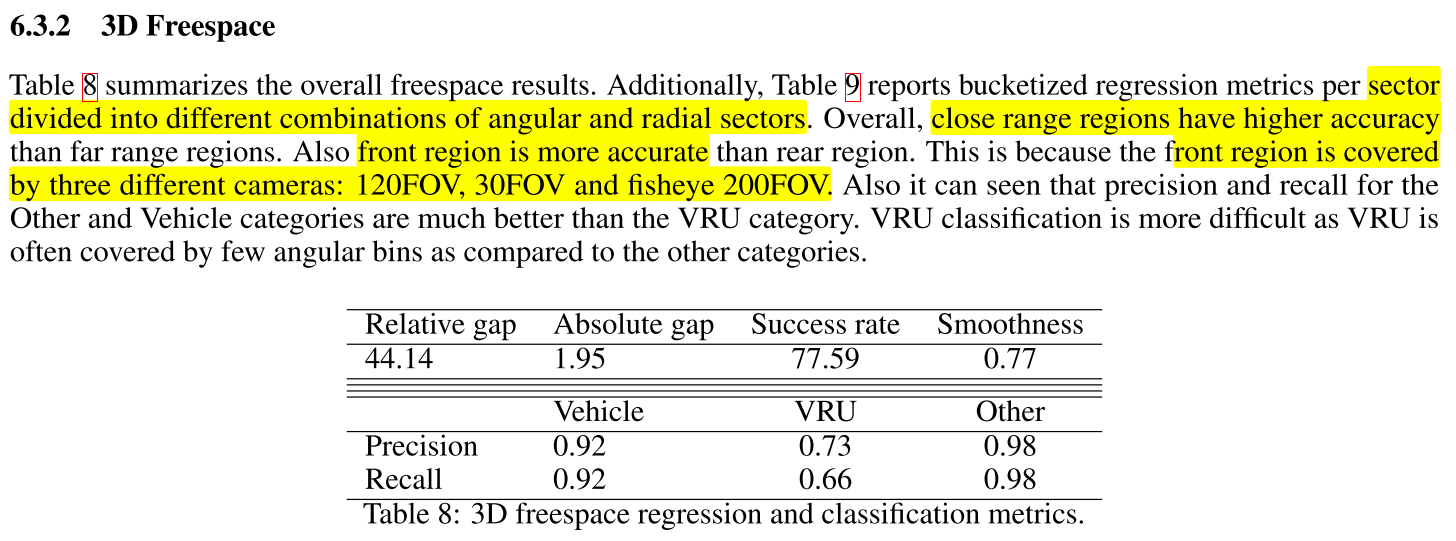 6.3.2 3D Freespace
Table 8 summarizes the overall freespace results. Additionally, Table 9 reports bucketized regression metrics per sector
divided into different combinations of angular and radial sectors. Overall, close range regions have higher accuracy
than far range regions. Also front region is more accurate than rear region. This is because the front region is covered
by three different cameras: 120FOV, 30FOV and fisheye 200FOV. Also it can seen that precision and recall for the
Other and Vehicle categories are much better than the VRU category. VRU classification is more difficult as VRU is
often covered by few angular bins as compared to the other categories.
Relative gap Absolute gap Success rate Smoothness
44.14 1.95 77.59 0.77
Vehicle VRU Other
Precision 0.92 0.73 0.98
Recall 0.92 0.66 0.98
Table 8: 3D freespace regression and classification metrics.